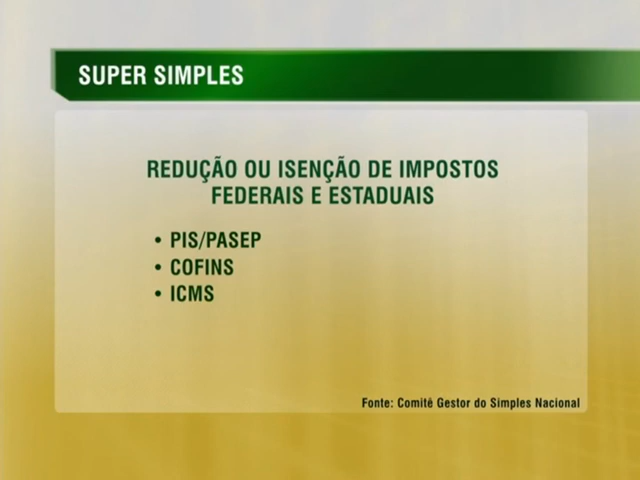 SUPER SIMPLES
REDUÇÃO OU ISENÇÃO DE IMPOSTOS
FEDERAIS E ESTADUAIS
• PIS/PASEP
• COFINS
• ICMS
Fonte: Comitê Gestor do Simples Nacional